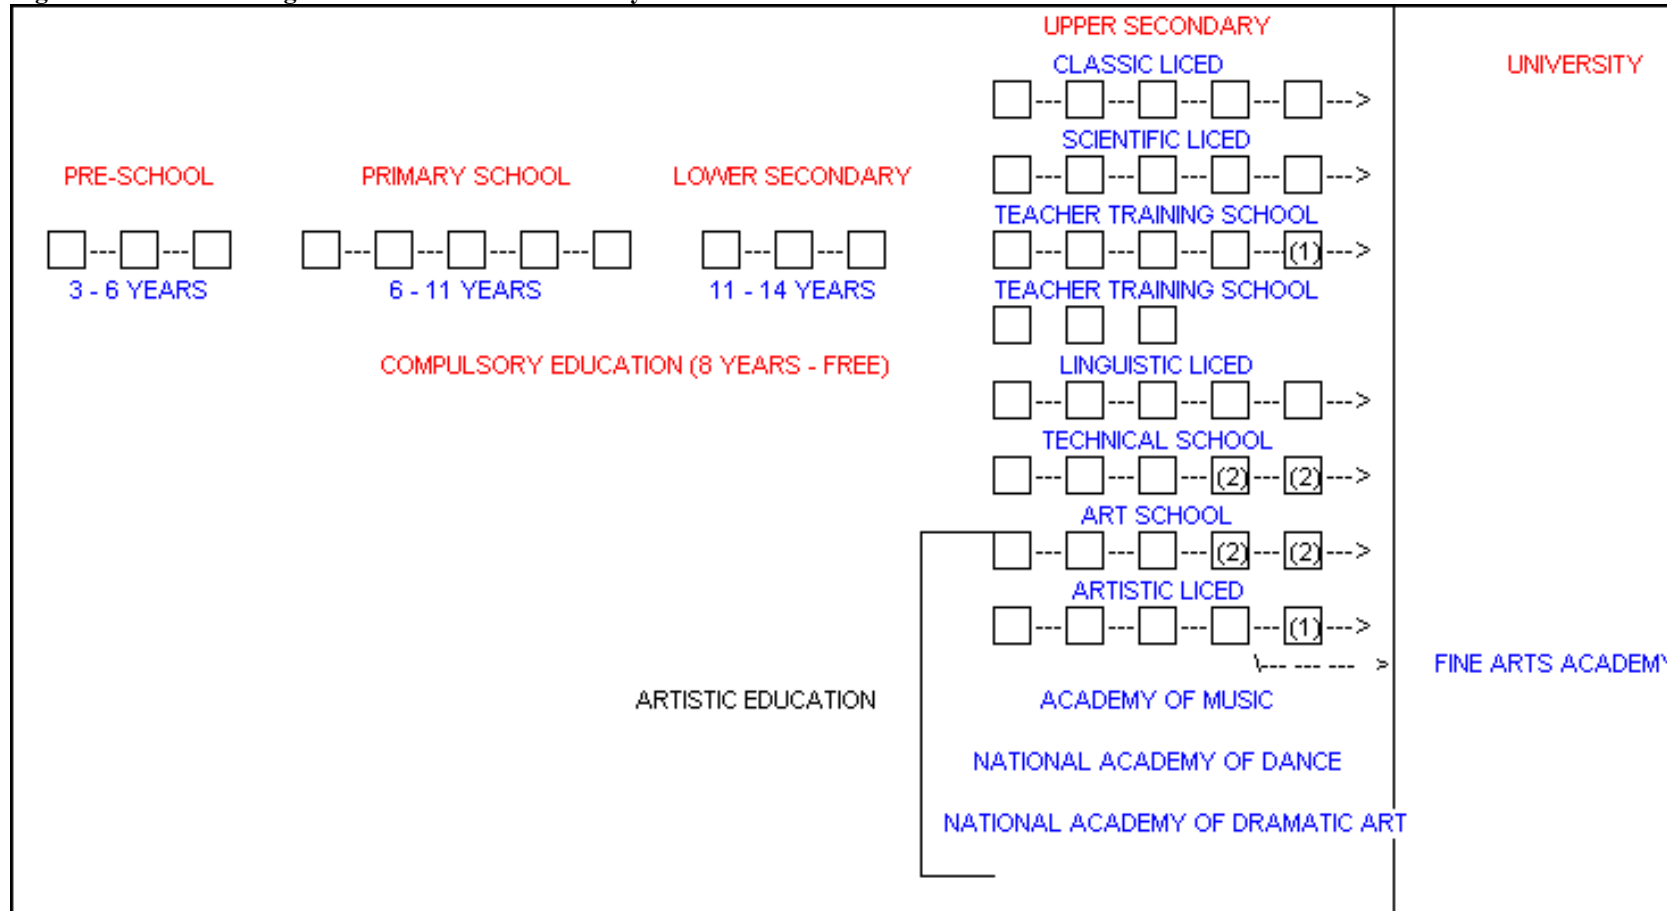 UPPER SECONDARY
CLASSIC LICED
UNIVERSITY
--- --- --- --- --->
SCIENTIFIC LICED
--- --- --- --- --->
PRE-SCHOOL PRIMARY SCHOOL LOWER SECONDARY
TEACHER TRAINING SCHOOL
--- --- --- --- --- --- --- --- --- --- --- ---(1)--->
3 - 6 YEARS 6 - 11 YEARS 11 - 14 YEARS
TEACHER TRAINING SCHOOL
COMPULSORY EDUCATION (8 YEARS - FREE)
LINGUISTIC LICED
--- --- --- --- --->
TECHNICAL SCHOOL
--- --- ---(2)---(2)--->
ART SCHOOL
--- --- ---(2)---(2)--->
ARTISTIC LICED
--- --- --- ---(1)--->
\--- --- --- > FINE ARTS ACADEMY
ARTISTIC EDUCATION
ACADEMY OF MUSIC
NATIONAL ACADEMY OF DANCE
NATIONAL ACADEMY OF DRAMATIC ART